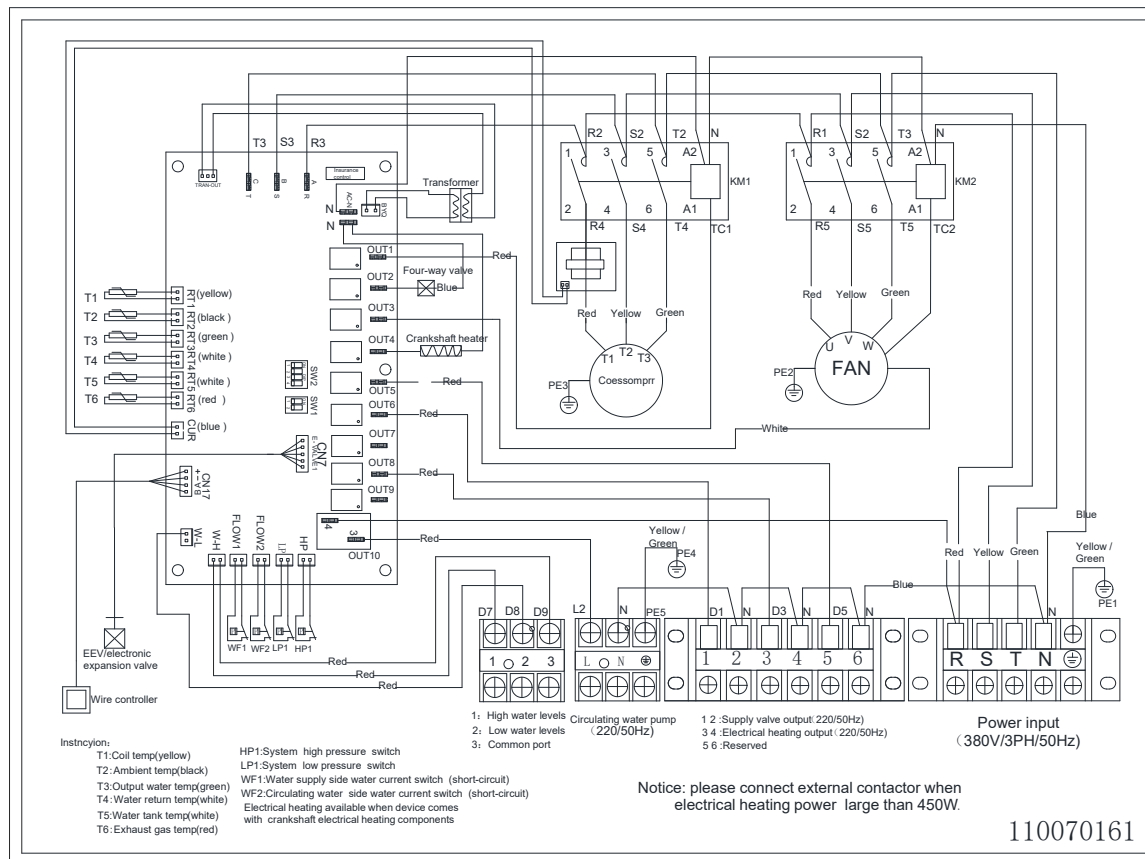 T3 S3 R3
R2 S2 T2 N
R1 S2 T3 N
1 3 5 A2
KM1
1 3 5 A2
KM2
2 4 6 A1
2 4 6 A1
R4 S4 T4 TC1
R5 S5 T5 TC2
TRAN-OUT
C B A
T S R
Insurance
control
Transformer
N
AC-N
BYQ
N
OUT1
Red
OUT2
Four-way valve
Blue
OUT3
OUT4
Crankshaft heater
OUT5
Red
OUT6
Red
OUT7
OUT8
Red
OUT9
4
3
OUT10
Red
T1
RT1
(yellow)
T2
RT2
(black )
T3
RT3
(green )
T4
RT4
(white )
T5
RT5
(white )
T6
RT6
(red )
CUR
(blue )
SW2
SW1
CN7
E-VALVE1
+ − A B
CN17
W-L
W-H
FLOW1
FLOW2
LP
HP
WF1
WF2
LP1
HP1
Red Yellow Green
T1 T2 T3
Coessomprr
PE3
Red Yellow Green
U V W
FAN
PE2
White
Red
Red
Red
EEV/electronic
expansion valve
Wire controller
Yellow /
Green
PE4
Blue
Red Yellow Green
Blue
Yellow /
Green
PE1
D7 D8 D9
1 2 3
L2 N PE5
L N
D1 N D3 N D5 N
1 2 3 4 5 6
N
R S T N
1: High water levels
2: Low water levels
3: Common port
Circulating water pump
(220/50Hz)
1 2 :Supply valve output(220/50Hz)
3 4 :Electrical heating output(220/50Hz)
5 6 :Reserved
Power input
(380V/3PH/50Hz)
Instncyion:
T1:Coil temp(yellow)
T2:Ambient temp(black)
T3:Output water temp(green)
T4:Water return temp(white)
T5:Water tank temp(white)
T6:Exhaust gas temp(red)
HP1:System high pressure switch
LP1:System low pressure switch
WF1:Water supply side water current switch (short-circuit)
WF2:Circulating water side water current switch (short-circuit)
Electrical heating available when device comes
with crankshaft electrical heating components
Notice: please connect external contactor when
electrical heating power large than 450W.
110070161